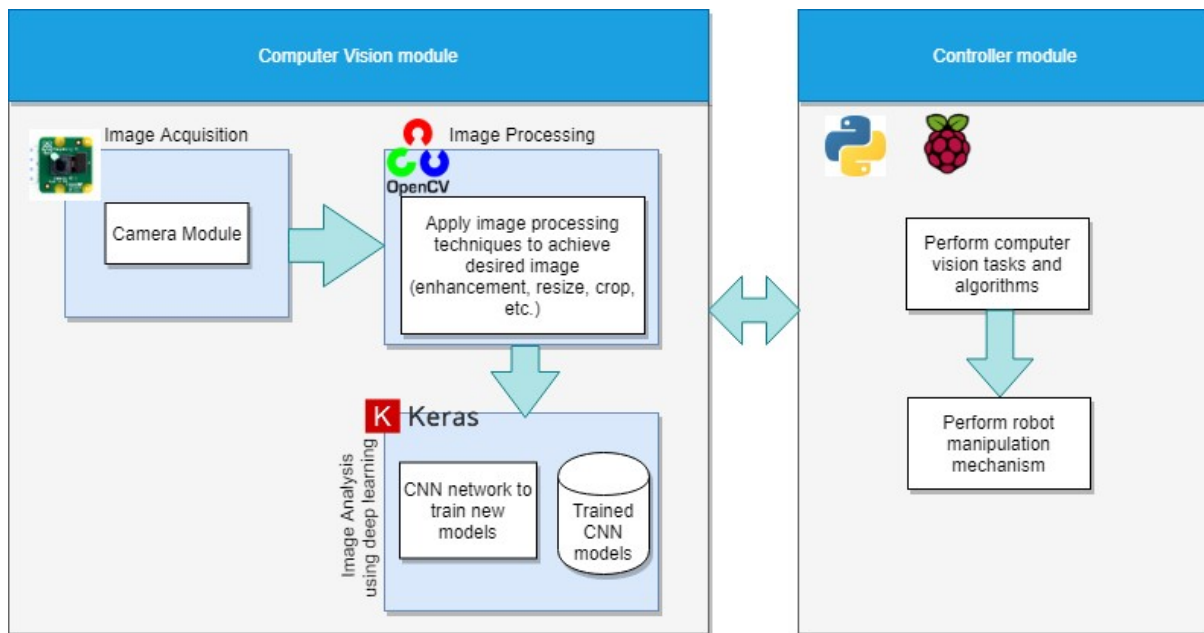 Computer Vision module
Image Acquisition
Camera Module
Image Processing
OpenCV
Apply image processing
techniques to achieve
desired image
(enhancement, resize, crop,
etc.)
K Keras
Image Analysis
using deep learning
CNN network to
train new
models
Trained
CNN
models
Controller module
Perform computer
vision tasks and
algorithms
Perform robot
manipulation
mechanism